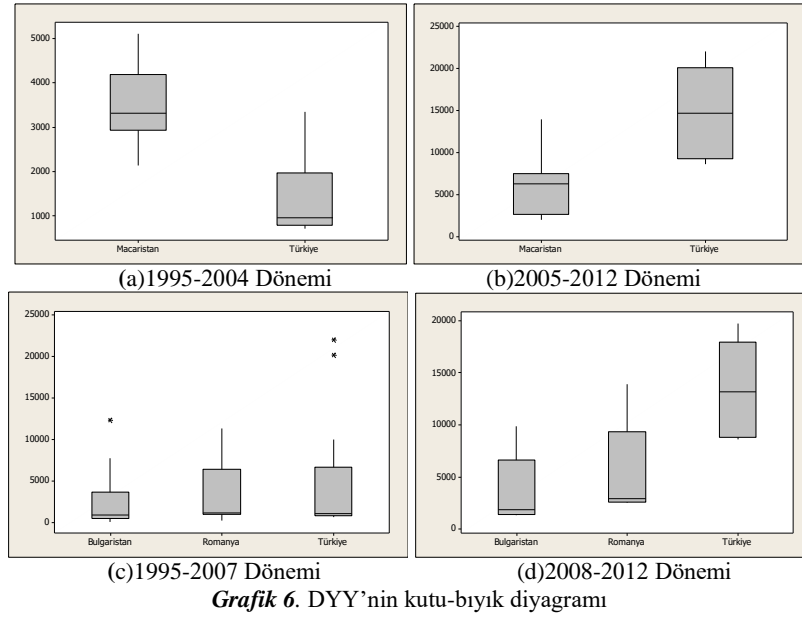 5000
4000
3000
2000
1000
Macaristan Türkiye
(a)1995-2004 Dönemi
25000
20000
15000
10000
5000
0
Macaristan Türkiye
(b)2005-2012 Dönemi
25000
20000
15000
10000
5000
0
Bulgaristan Romanya Türkiye
(c)1995-2007 Dönemi
20000
15000
10000
5000
0
Bulgaristan Romanya Türkiye
(d)2008-2012 Dönemi
Grafik 6. DYY’nin kutu-bıyık diyagramı